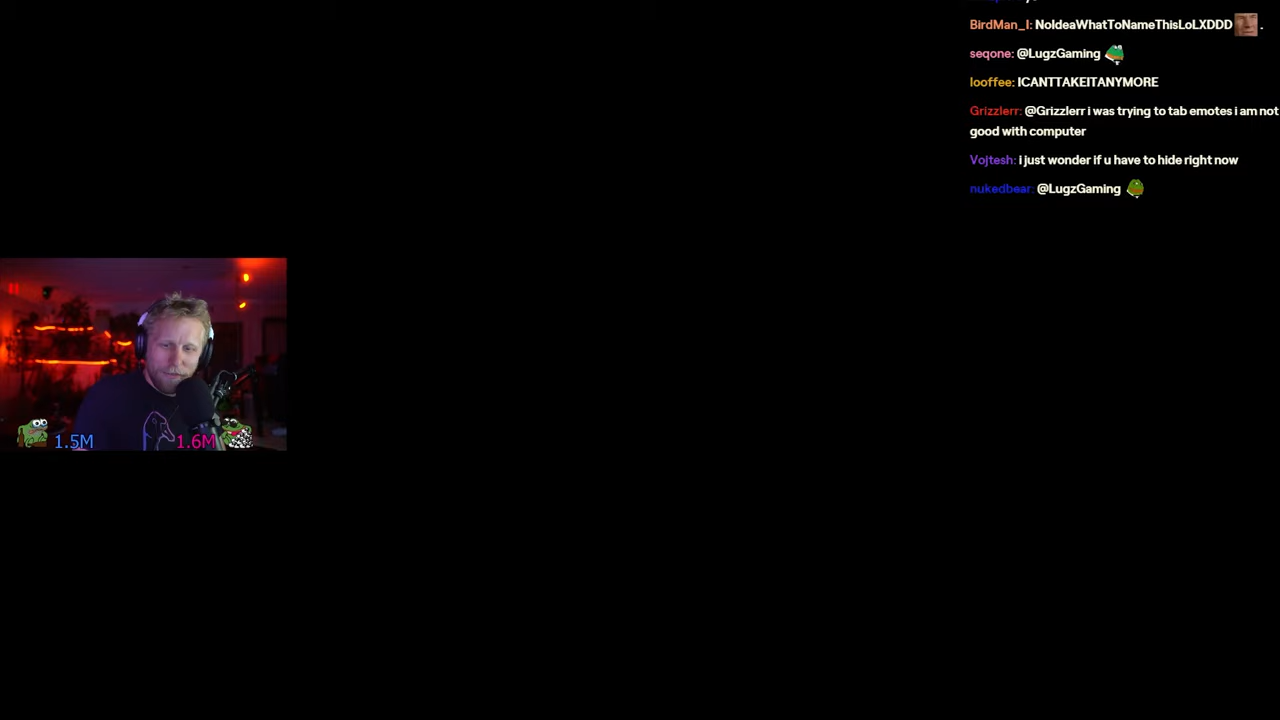 BirdMan_I: NoIdeaWhatToNameThisLoLXDDD .
seqone: @LugzGaming
looffee: ICANTTAKEITANYMORE
Grizzlerr: @Grizzlerr i was trying to tab emotes i am not
good with computer
Vojtesh: i just wonder if u have to hide right now
nukedbear: @LugzGaming
1.5M
1.6M